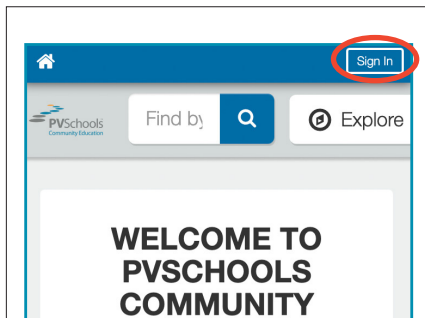 Sign In
PVSchools
Community Education
Find by
Explore
WELCOME TO
PVSCHOOLS
COMMUNITY